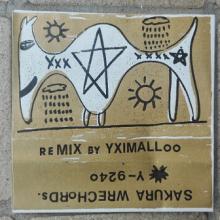 REMIX BY YXIMALLOO
SAKURA WRECHORDS.
Y-9240